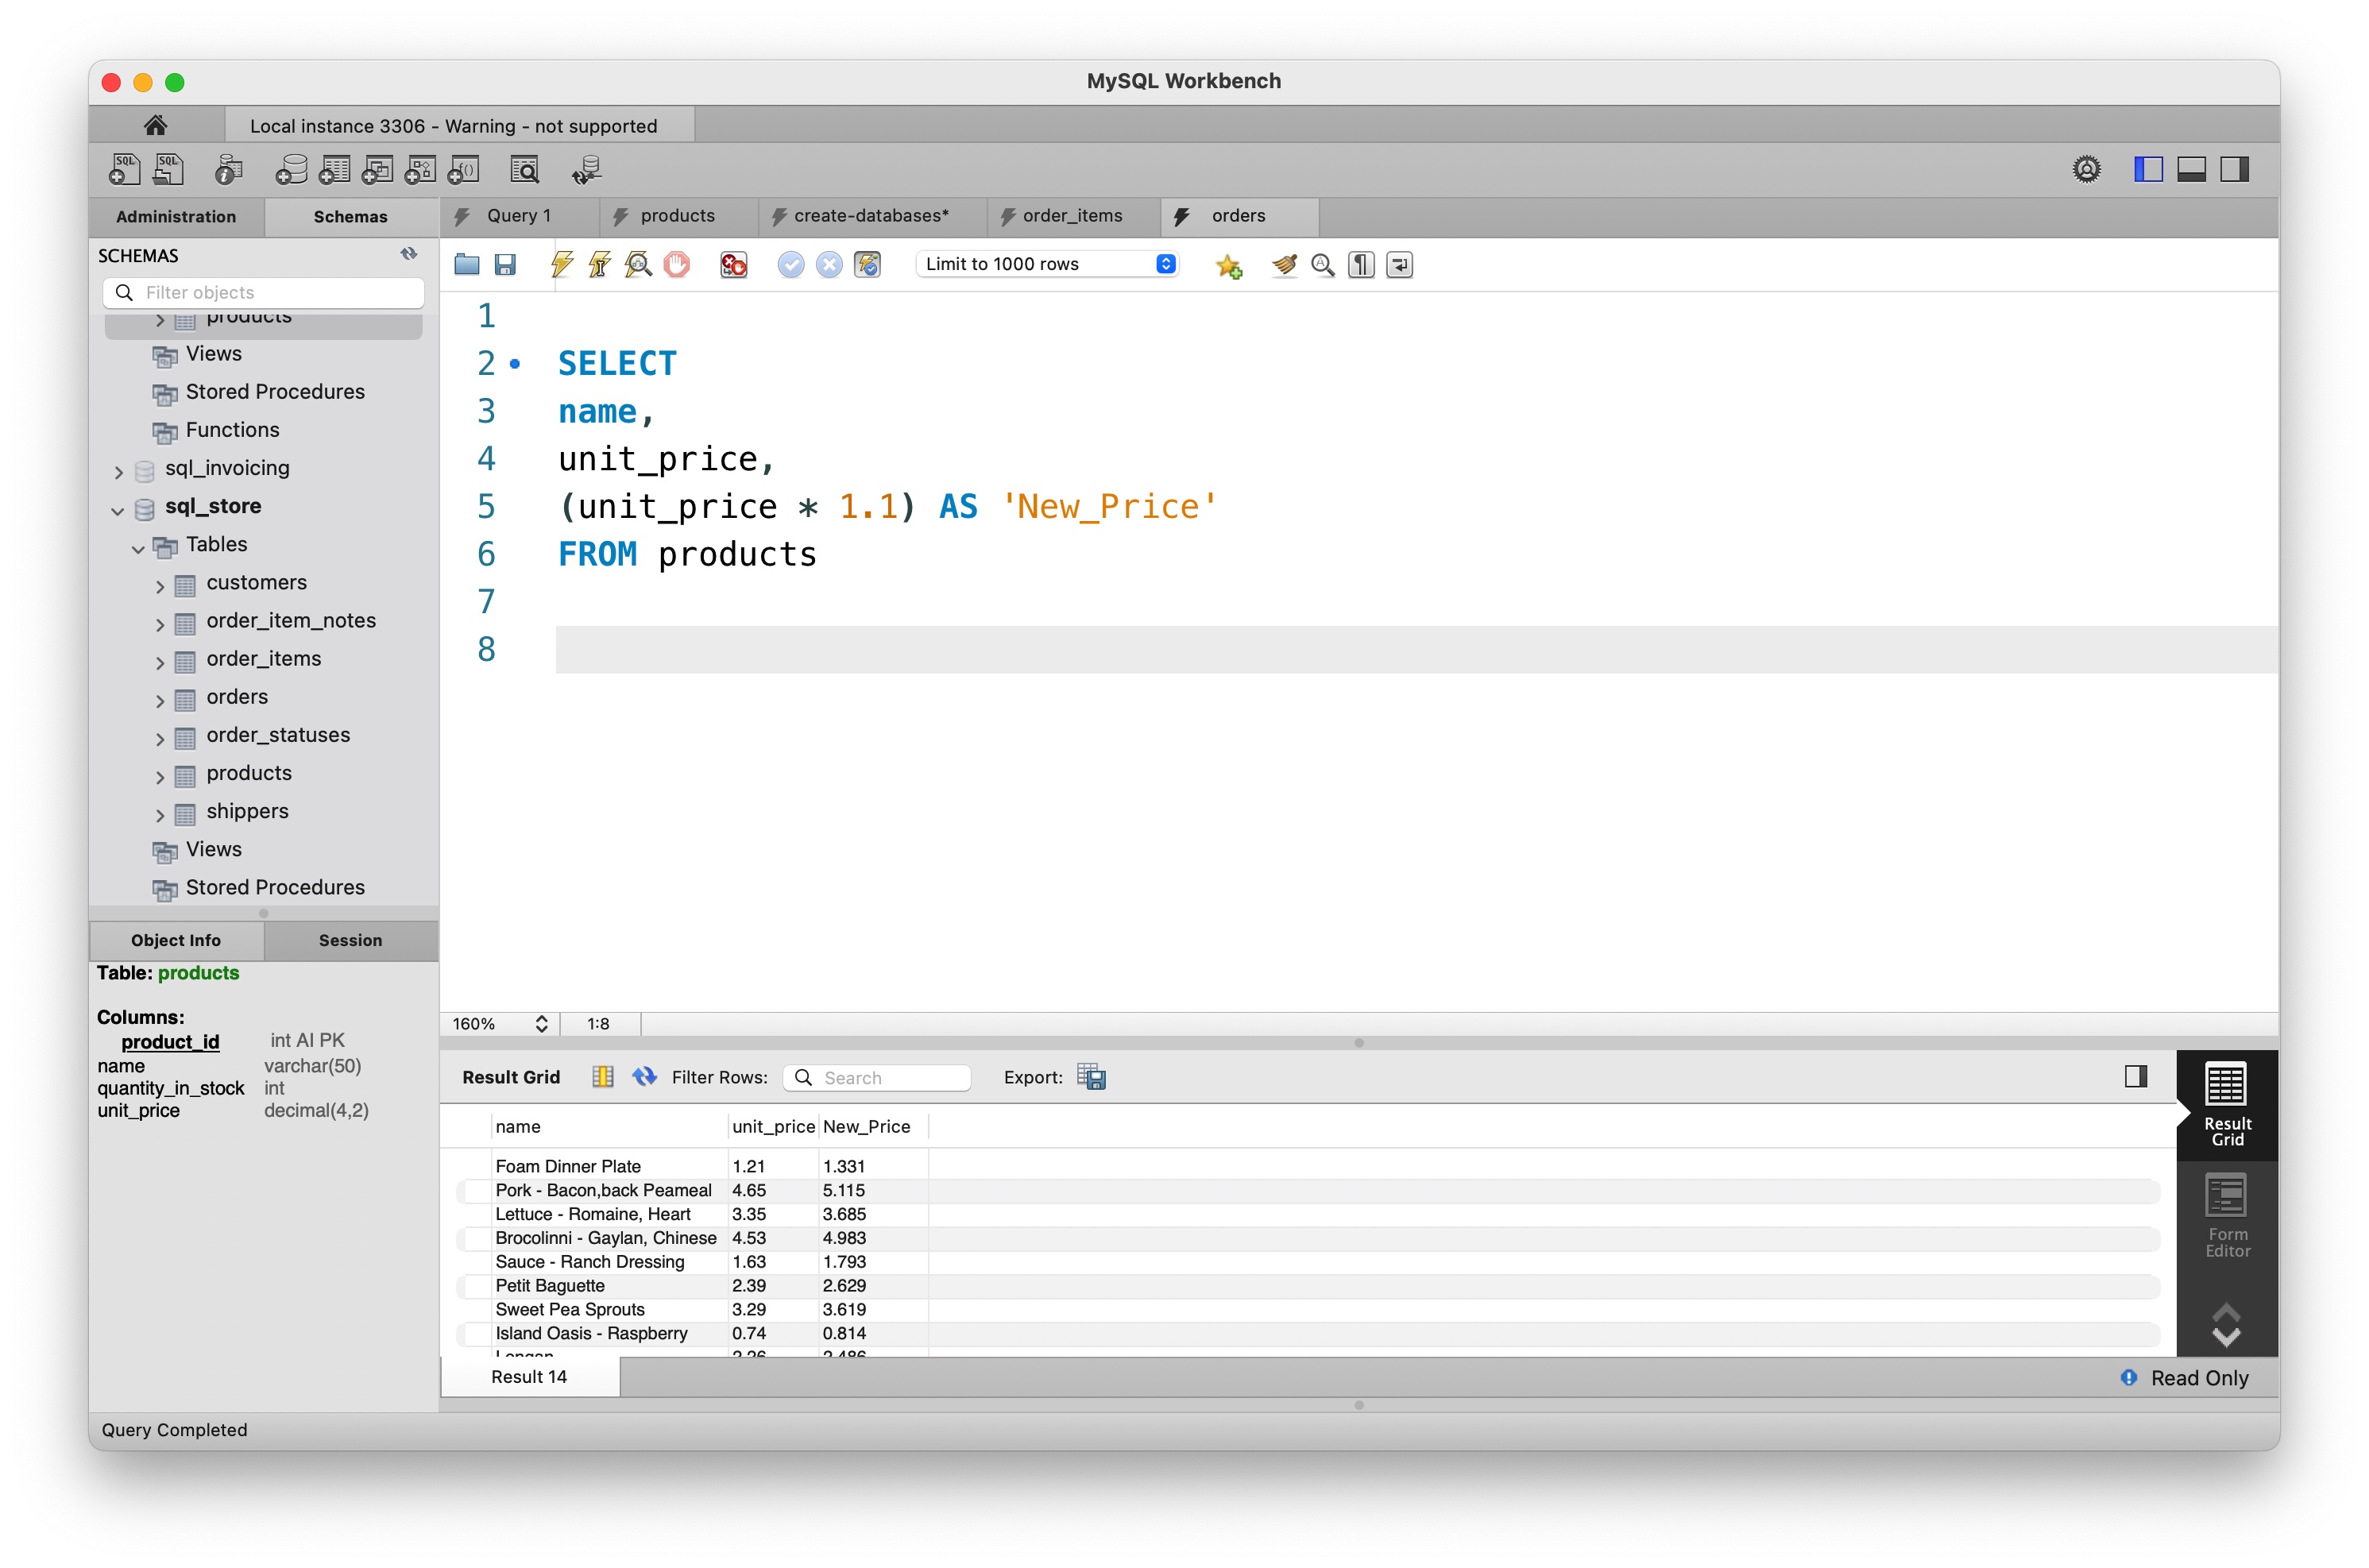 MySQL Workbench
Local instance 3306 - Warning - not supported
Administration
Schemas
SCHEMAS
Filter objects
products
Views
Stored Procedures
Functions
sql_invoicing
sql_store
Tables
customers
order_item_notes
order_items
orders
order_statuses
products
shippers
Views
Stored Procedures
Object Info
Session
Table: products
Columns:
product_id int AI PK
name varchar(50)
quantity_in_stock int
unit_price decimal(4,2)
Query 1
products
create-databases*
order_items
orders
Limit to 1000 rows
1
2 SELECT
3 name,
4 unit_price,
5 (unit_price * 1.1) AS 'New_Price'
6 FROM products
7
8
160% 1:8
Result Grid Filter Rows: Search Export:
name unit_price New_Price
Foam Dinner Plate 1.21 1.331
Pork - Bacon,back Peameal 4.65 5.115
Lettuce - Romaine, Heart 3.35 3.685
Brocolinni - Gaylan, Chinese 4.53 4.983
Sauce - Ranch Dressing 1.63 1.793
Petit Baguette 2.39 2.629
Sweet Pea Sprouts 3.29 3.619
Island Oasis - Raspberry 0.74 0.814
Longan 2.26 2.486
Result
Grid
Form
Editor
Result 14
Read Only
Query Completed